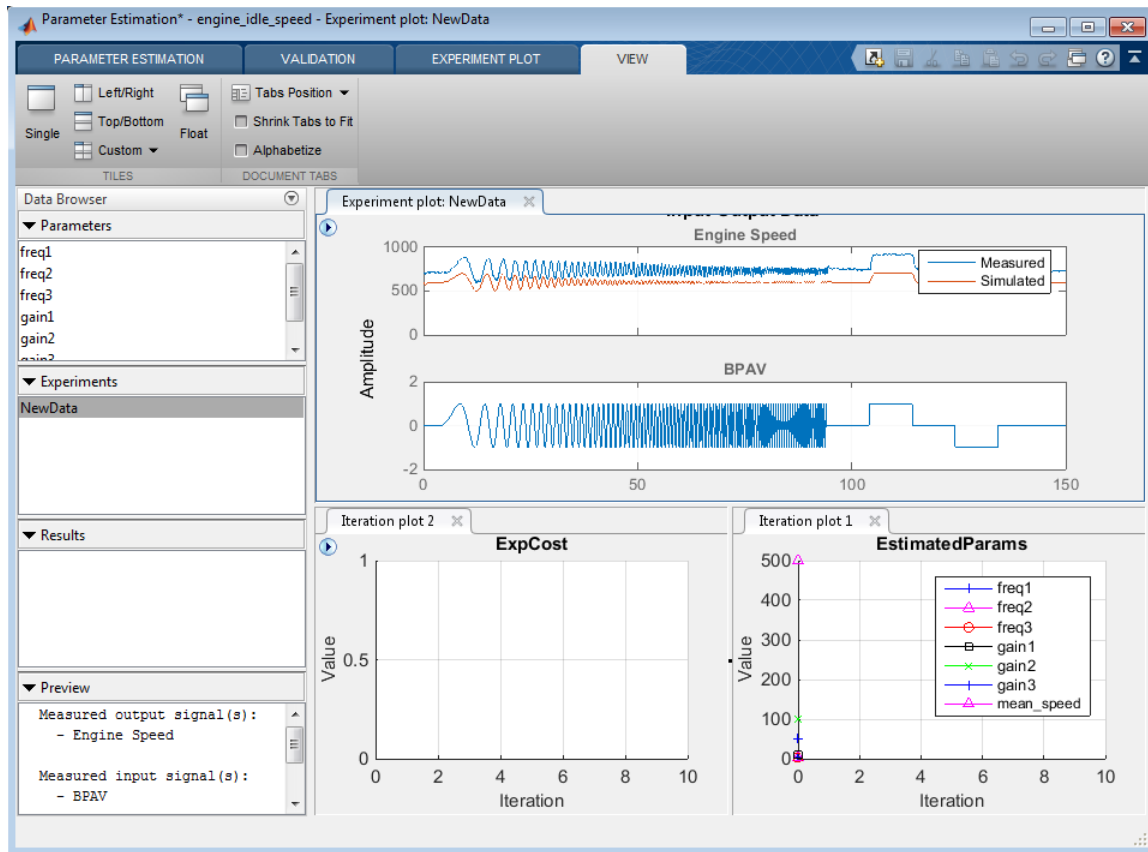 Parameter Estimation* - engine_idle_speed - Experiment plot: NewData
PARAMETER ESTIMATION VALIDATION EXPERIMENT PLOT VIEW
Single
Left/Right
Top/Bottom
Custom
Float
TILES
Tabs Position
Shrink Tabs to Fit
Alphabetize
DOCUMENT TABS
Data Browser
Parameters
freq1
freq2
freq3
gain1
gain2
gain3
Experiments
NewData
Results
Preview
Measured output signal(s):
- Engine Speed
Measured input signal(s):
- BPAV
Experiment plot: NewData
Input-Output Data
Engine Speed
1000
500
0
Measured
Simulated
Amplitude
BPAV
2
0
-2
0 50 100 150
Iteration plot 2
ExpCost
1
0.5
0
Value
0 2 4 6 8 10
Iteration
Iteration plot 1
EstimatedParams
500
400
300
200
100
0
Value
freq1
freq2
freq3
gain1
gain2
gain3
mean_speed
0 2 4 6 8 10
Iteration